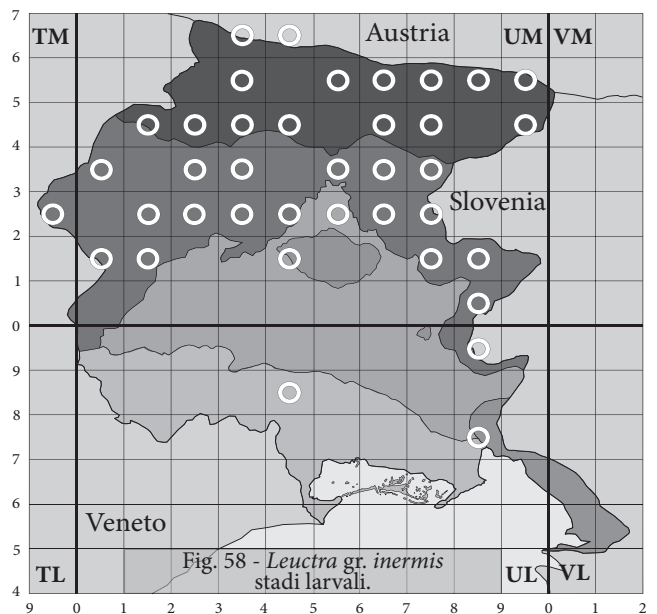 7
TM Austria UM VM
6
5
4
3
Slovenia
2
1
0
9
8
7
6
Veneto
5
Fig. 58 - Leuctra gr. inermis
stadi larvali.
TL UL VL
4
9 0 1 2 3 4 5 6 7 8 9 0 1 2